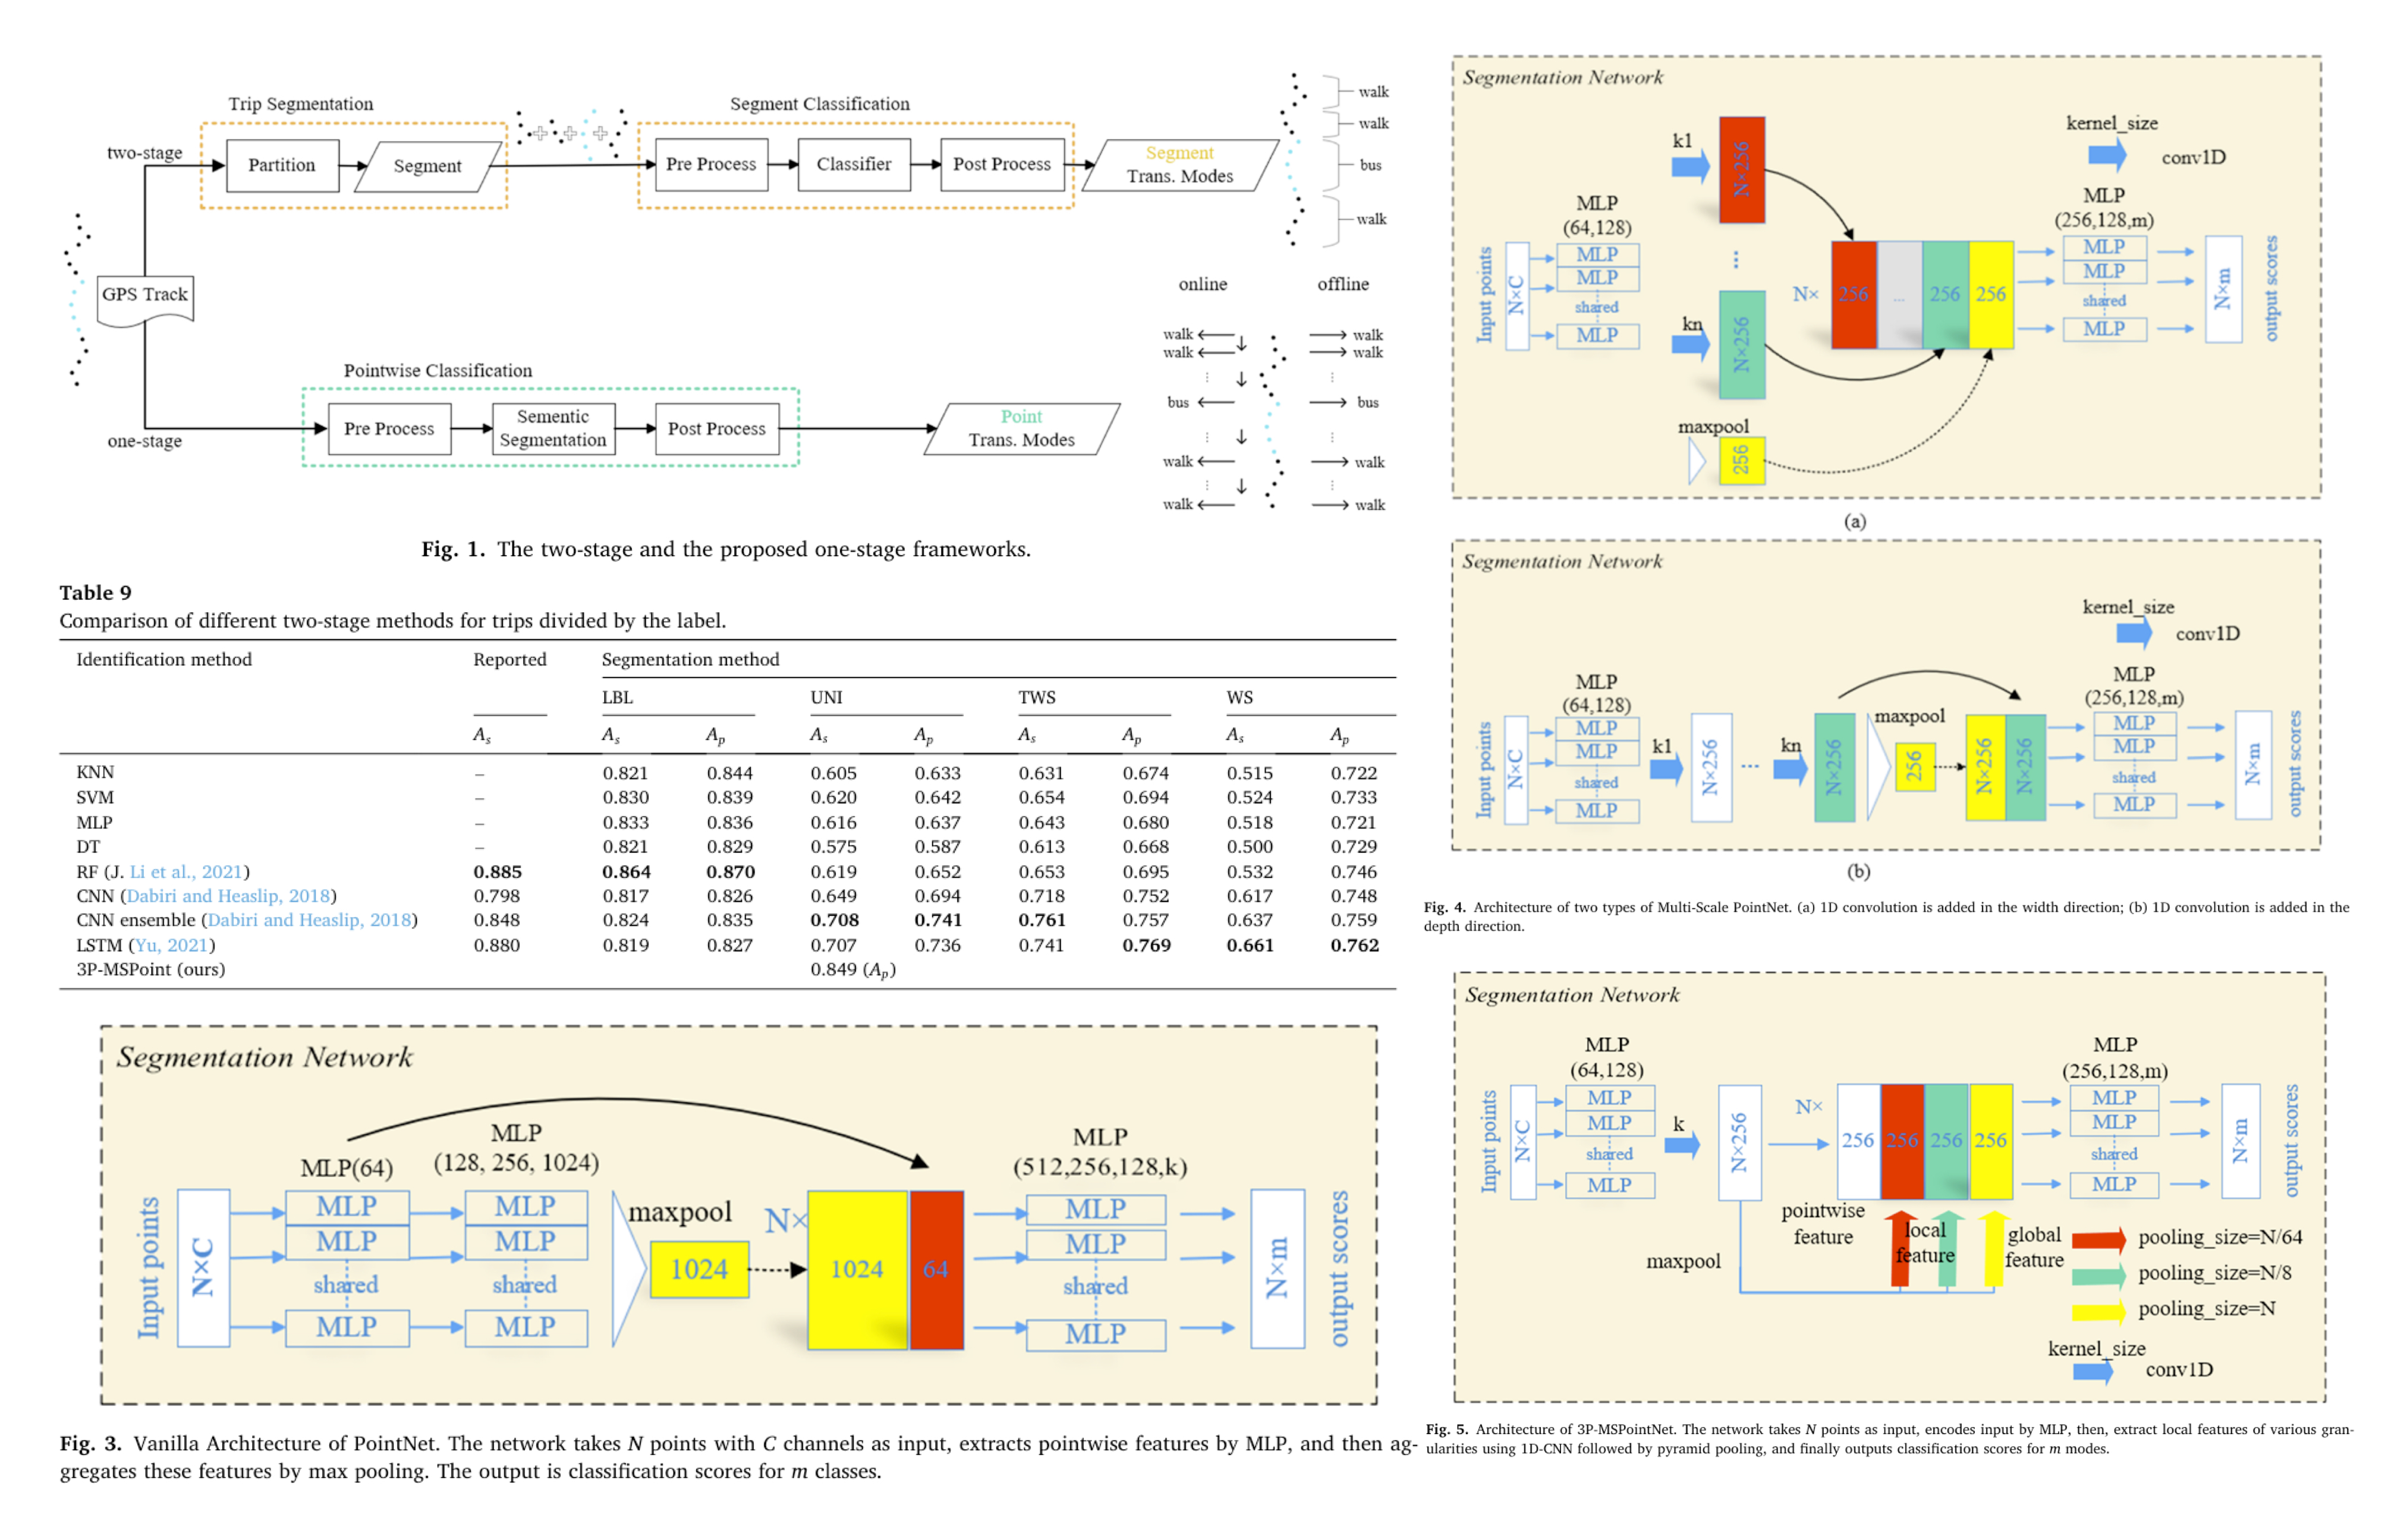 Trip Segmentation
Segment Classification
two-stage
Partition
Segment
Pre Process
Classifier
Post Process
Segment
Trans. Modes
walk
walk
bus
walk
GPS Track
online
offline
walk
walk
walk
walk
bus
bus
walk
walk
walk
walk
Pointwise Classification
one-stage
Pre Process
Sementic
Segmentation
Post Process
Point
Trans. Modes
Fig. 1. The two-stage and the proposed one-stage frameworks.
Table 9
Comparison of different two-stage methods for trips divided by the label.
Identification method Reported Segmentation method
LBL UNI TWS WS
As As Ap As Ap As Ap As Ap
KNN – 0.821 0.844 0.605 0.633 0.631 0.674 0.515 0.722
SVM – 0.830 0.839 0.620 0.642 0.654 0.694 0.524 0.733
MLP – 0.833 0.836 0.616 0.637 0.643 0.680 0.518 0.721
DT – 0.821 0.829 0.575 0.587 0.613 0.668 0.500 0.729
RF (J. Li et al., 2021) 0.885 0.864 0.870 0.619 0.652 0.653 0.695 0.532 0.746
CNN (Dabiri and Heaslip, 2018) 0.798 0.817 0.826 0.649 0.694 0.718 0.752 0.617 0.748
CNN ensemble (Dabiri and Heaslip, 2018) 0.848 0.824 0.835 0.708 0.741 0.761 0.757 0.637 0.759
LSTM (Yu, 2021) 0.880 0.819 0.827 0.707 0.736 0.741 0.769 0.661 0.762
3P-MSPoint (ours) 0.849 (Ap)
Segmentation Network
Input points
N×C
MLP(64)
MLP
MLP
shared
MLP
MLP
(128, 256, 1024)
MLP
MLP
shared
MLP
maxpool
1024
N×
1024
64
MLP
(512,256,128,k)
MLP
MLP
shared
MLP
N×m
output scores
Fig. 3. Vanilla Architecture of PointNet. The network takes N points with C channels as input, extracts pointwise features by MLP, and then ag-
gregates these features by max pooling. The output is classification scores for m classes.
Segmentation Network
Input points
N×C
MLP
(64,128)
MLP
MLP
shared
MLP
k1
N×256
...
kn
N×256
maxpool
256
N×
256
...
256
256
kernel_size
conv1D
MLP
(256,128,m)
MLP
MLP
shared
MLP
N×m
output scores
(a)
Segmentation Network
Input points
N×C
MLP
(64,128)
MLP
MLP
shared
MLP
k1
N×256
...
kn
N×256
maxpool
256
N×256
N×256
kernel_size
conv1D
MLP
(256,128,m)
MLP
MLP
shared
MLP
N×m
output scores
(b)
Fig. 4. Architecture of two types of Multi-Scale PointNet. (a) 1D convolution is added in the width direction; (b) 1D convolution is added in the
depth direction.
Segmentation Network
Input points
N×C
MLP
(64,128)
MLP
MLP
shared
MLP
k
N×256
N×
256
256
256
256
MLP
(256,128,m)
MLP
MLP
shared
MLP
N×m
output scores
maxpool
pointwise
feature
local
feature
global
feature
pooling_size=N/64
pooling_size=N/8
pooling_size=N
kernel_size
conv1D
Fig. 5. Architecture of 3P-MSPointNet. The network takes N points as input, encodes input by MLP, then, extract local features of various gran-
ularities using 1D-CNN followed by pyramid pooling, and finally outputs classification scores for m modes.